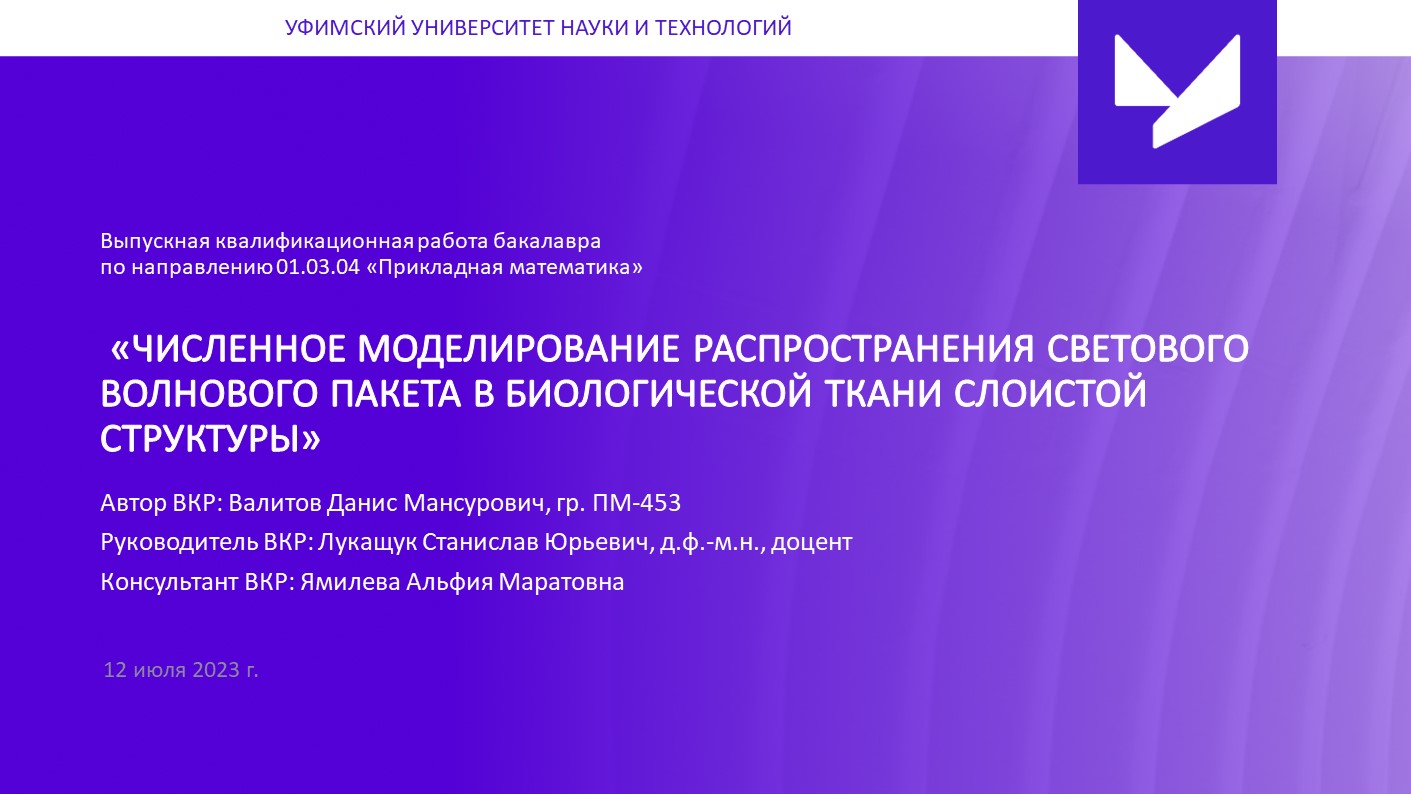 УФИМСКИЙ УНИВЕРСИТЕТ НАУКИ И ТЕХНОЛОГИЙ
Выпускная квалификационная работа бакалавра
по направлению 01.03.04 «Прикладная математика»
«ЧИСЛЕННОЕ МОДЕЛИРОВАНИЕ РАСПРОСТРАНЕНИЯ СВЕТОВОГО
ВОЛНОВОГО ПАКЕТА В БИОЛОГИЧЕСКОЙ ТКАНИ СЛОИСТОЙ
СТРУКТУРЫ»
Автор ВКР: Валитов Данис Мансурович, гр. ПМ-453
Руководитель ВКР: Лукащук Станислав Юрьевич, д.ф.-м.н., доцент
Консультант ВКР: Ямилева Альфия Маратовна
12 июля 2023 г.